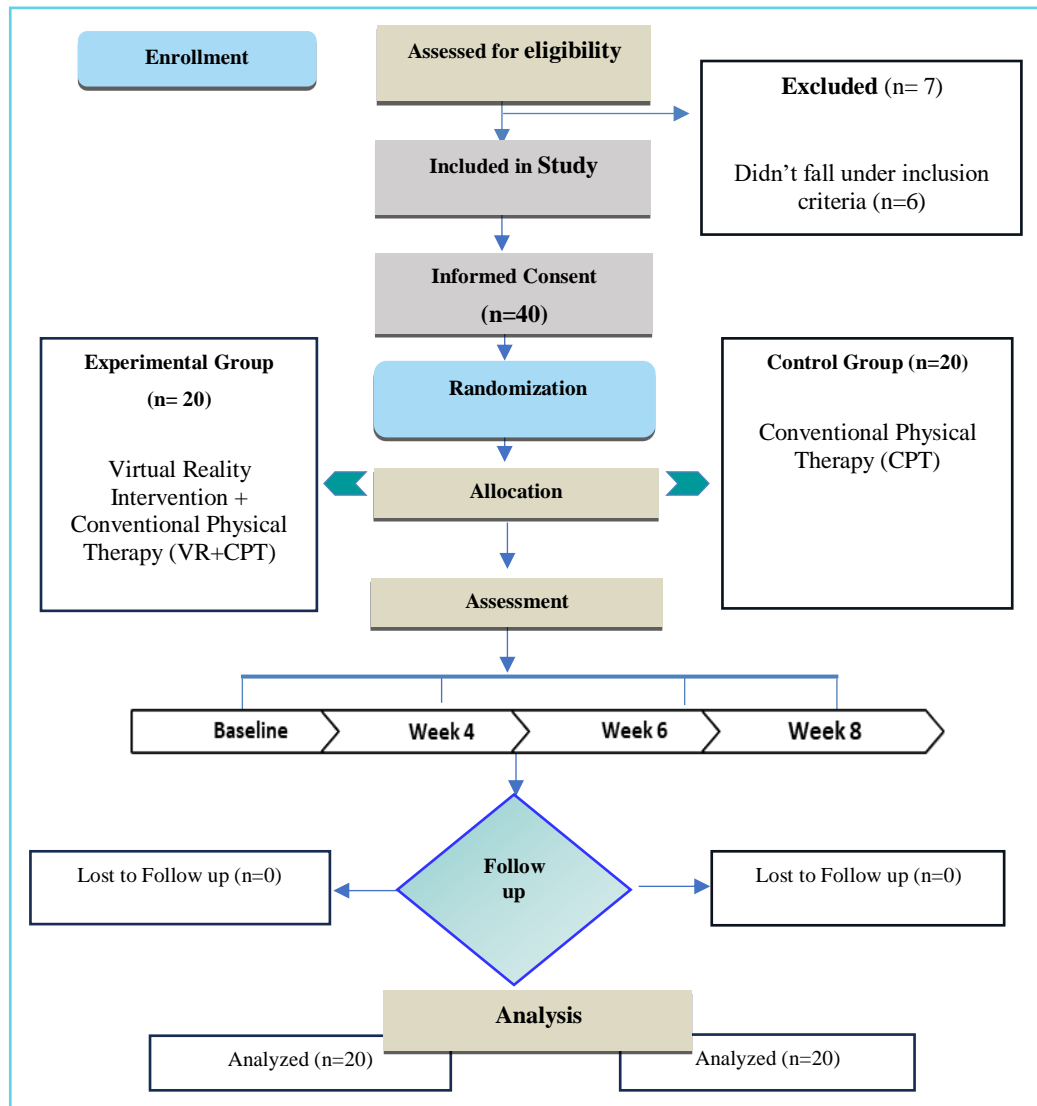 Enrollment
Assessed for eligibility
Excluded (n= 7)
Didn’t fall under inclusion
criteria (n=6)
Included in Study
Informed Consent
(n=40)
Experimental Group
(n= 20)
Virtual Reality
Intervention +
Conventional Physical
Therapy (VR+CPT)
Randomization
Control Group (n=20)
Conventional Physical
Therapy (CPT)
Allocation
Assessment
Baseline
Week 4
Week 6
Week 8
Follow
up
Lost to Follow up (n=0)
Lost to Follow up (n=0)
Analysis
Analyzed (n=20)
Analyzed (n=20)